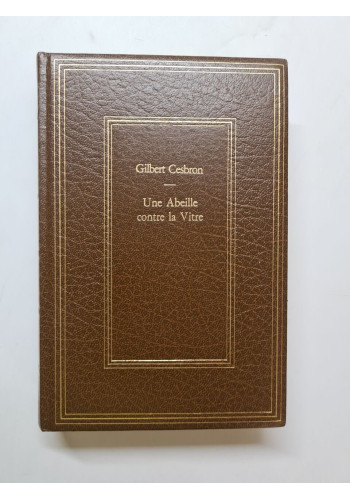 Gilbert Cesbron
Une Abeille
contre la Vitre